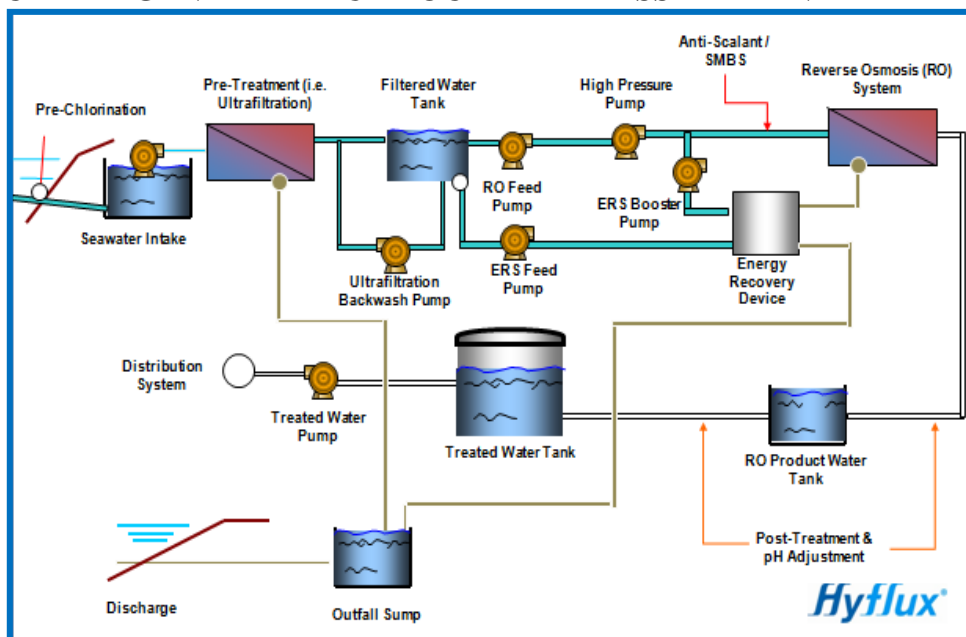 Anti-Scalant /
SMBS
Reverse Osmosis (RO)
System
Pre-Treatment (i.e.
Ultrafiltration)
Filtered Water
Tank
High Pressure
Pump
Pre-Chlorination
RO Feed
Pump
ERS Booster
Pump
Seawater Intake
Ultrafiltration
Backwash Pump
ERS Feed
Pump
Energy
Recovery
Device
Distribution
System
Treated Water
Pump
Treated Water Tank
RO Product Water
Tank
Post-Treatment &
pH Adjustment
Discharge
Outfall Sump
Hyflux